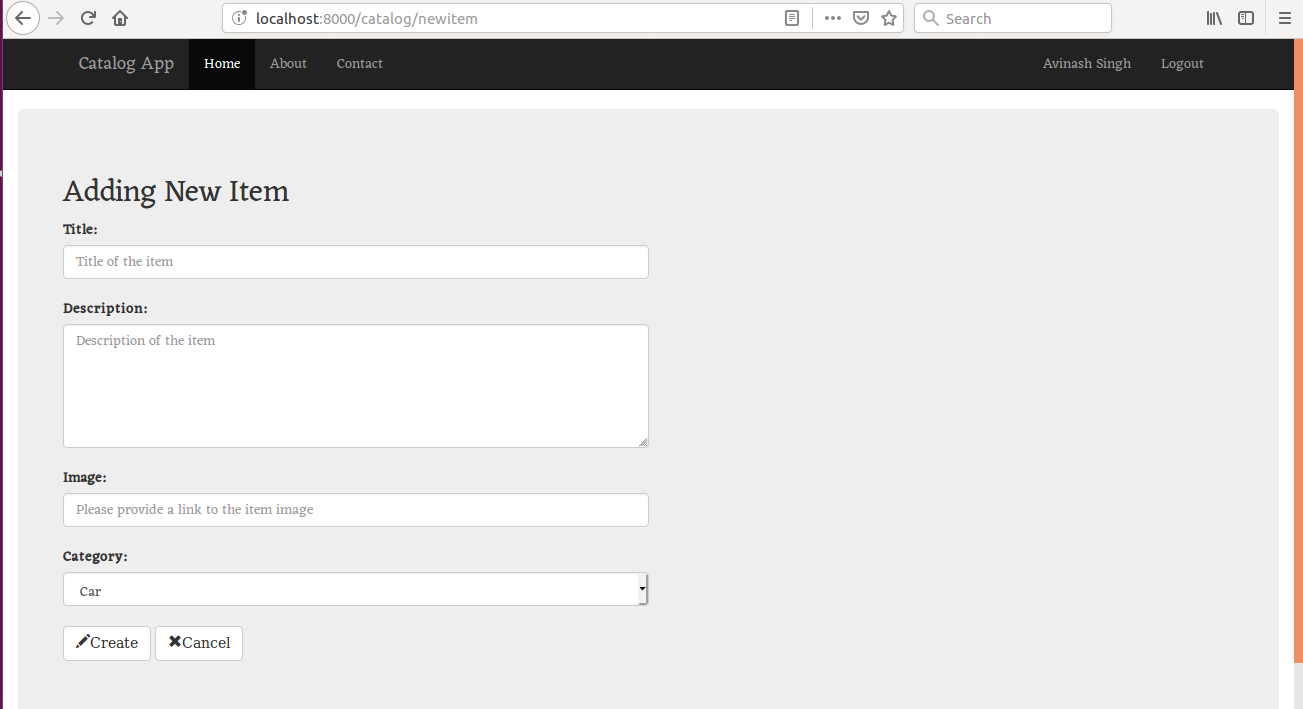 localhost:8000/catalog/newitem
Search
Catalog App Home About Contact Avinash Singh Logout
Adding New Item
Title:
Title of the item
Description:
Description of the item
Image:
Please provide a link to the item image
Category:
Car
Create Cancel